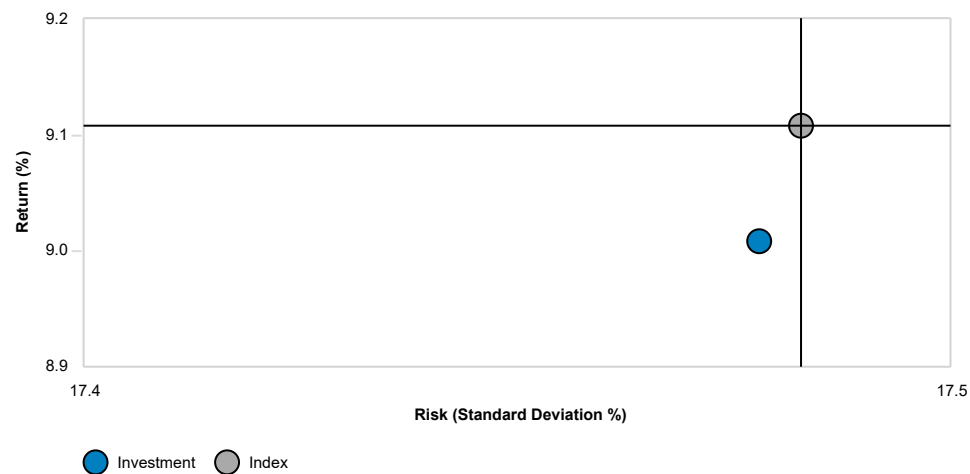 9.2
9.1
9.0
8.9
Return (%)
17.4
17.5
Risk (Standard Deviation %)
Investment
Index